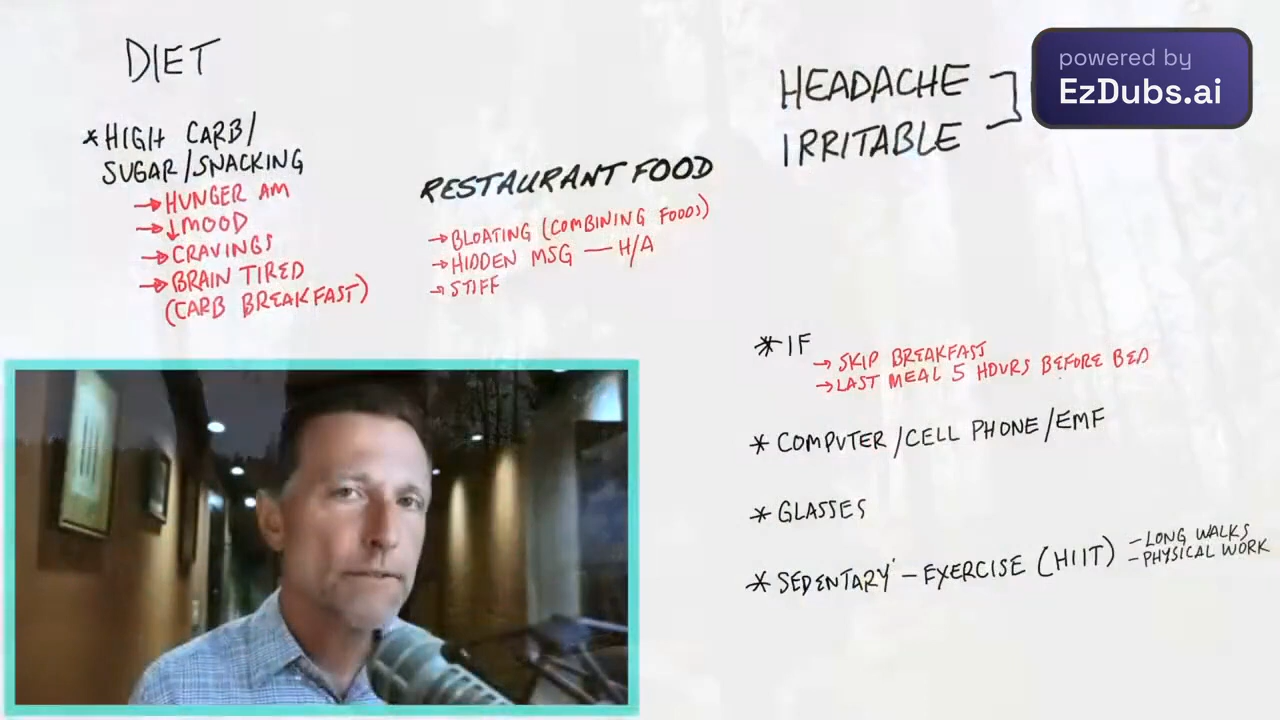 DIET
*HIGH CARB/
SUGAR/SNACKING
→HUNGER AM
→↓MOOD
→CRAVINGS
→BRAIN TIRED
(CARB BREAKFAST)
RESTAURANT FOOD
→BLOATING (COMBINING FOODS)
→HIDDEN MSG — H/A
→STIFF
HEADACHE
IRRITABLE
powered by
EzDubs.ai
*IF
→SKIP BREAKFAST
→LAST MEAL 5 HOURS BEFORE BED
*COMPUTER/CELL PHONE/EMF
*GLASSES
*SEDENTARY – EXERCISE (HIIT)
–LONG WALKS
–PHYSICAL WORK